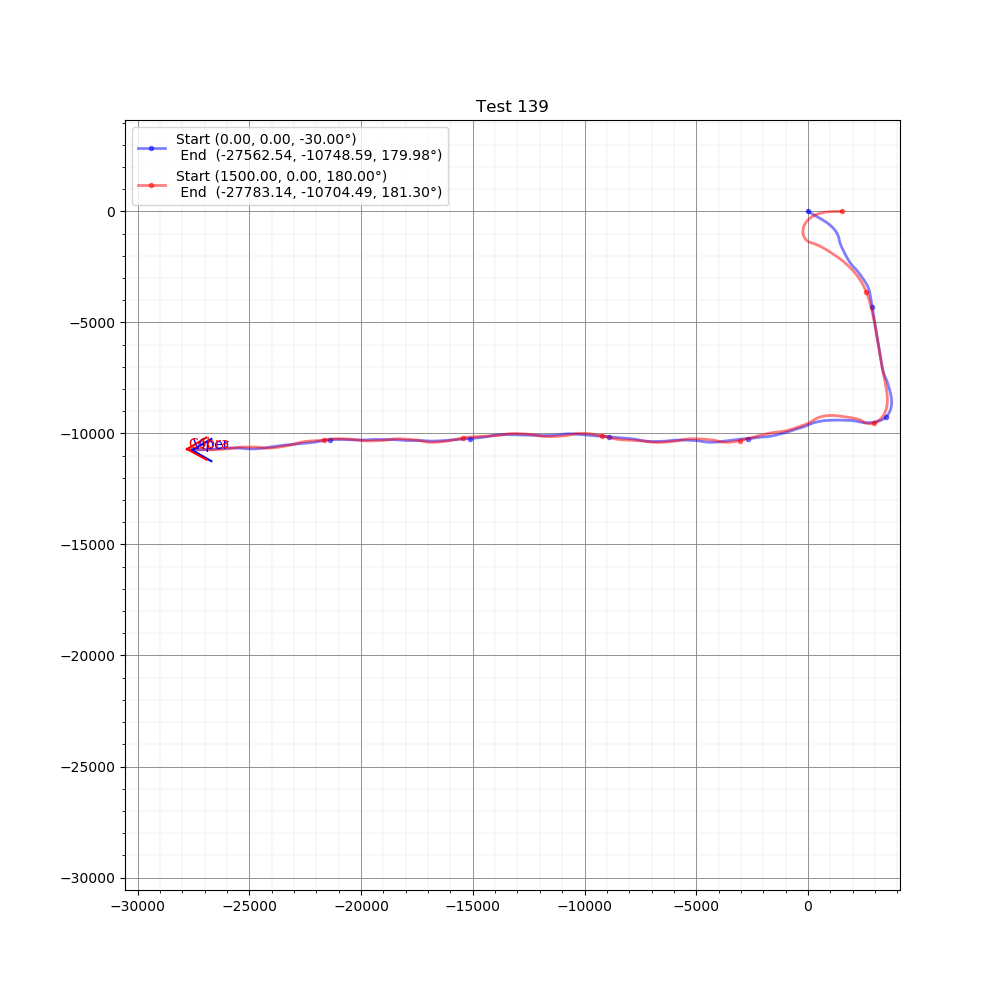 Test 139
Start (0.00, 0.00, -30.00°)
End (-27562.54, -10748.59, 179.98°)
Start (1500.00, 0.00, 180.00°)
End (-27783.14, -10704.49, 181.30°)
0
−5000
−10000
−15000
−20000
−25000
−30000
−30000 −25000 −20000 −15000 −10000 −5000 0